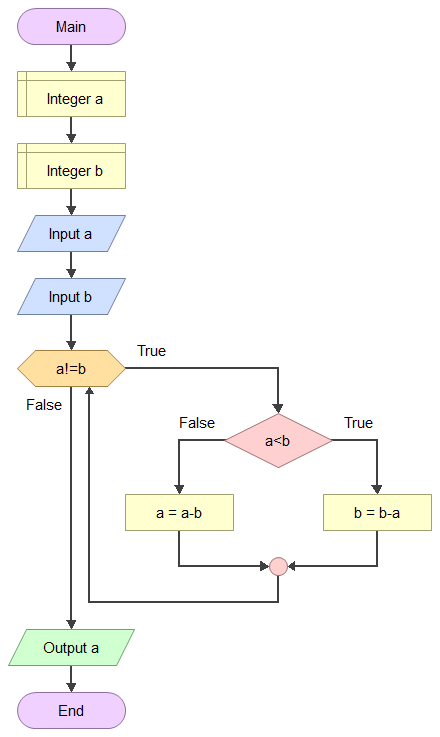 Main
Integer a
Integer b
Input a
Input b
a!=b
True
False
a<b
False
True
a = a-b
b = b-a
Output a
End